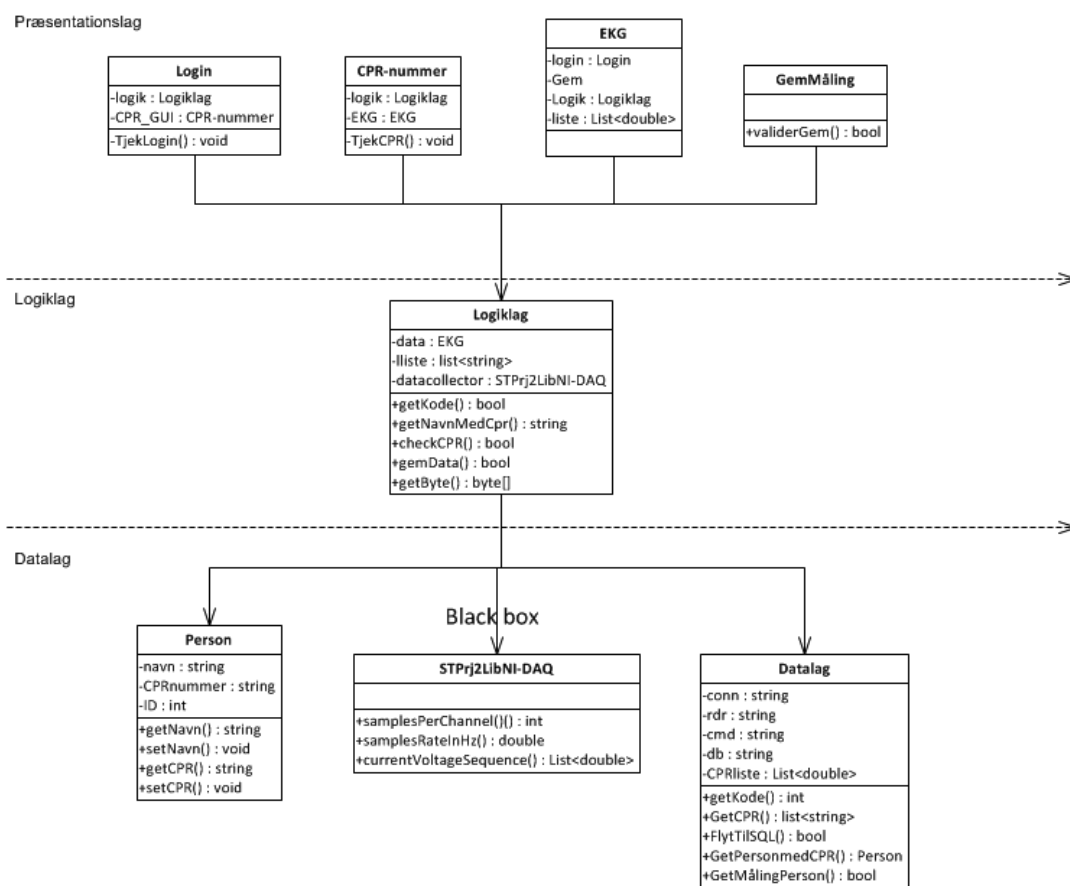 Præsentationslag
Login
-logik : Logiklag
-CPR_GUI : CPR-nummer
-TjekLogin() : void
CPR-nummer
-logik : Logiklag
-EKG : EKG
-TjekCPR() : void
EKG
-login : Login
-Gem
-Logik : Logiklag
-liste : List<double>
GemMåling
+validerGem() : bool
Logiklag
Logiklag
-data : EKG
-lliste : list<string>
-datacollector : STPrj2LibNI-DAQ
+getKode() : bool
+getNavnMedCpr() : string
+checkCPR() : bool
+gemData() : bool
+getByte() : byte[]
Datalag
Black box
Person
-navn : string
-CPRnummer : string
-ID : int
+getNavn() : string
+setNavn() : void
+getCPR() : string
+setCPR() : void
STPrj2LibNI-DAQ
+samplesPerChannel()() : int
+samplesRateInHz() : double
+currentVoltageSequence() : List<double>
Datalag
-conn : string
-rdr : string
-cmd : string
-db : string
-CPRliste : List<double>
+getKode() : int
+GetCPR() : list<string>
+FlytTilSQL() : bool
+GetPersonmedCPR() : Person
+GetMålingPerson() : bool